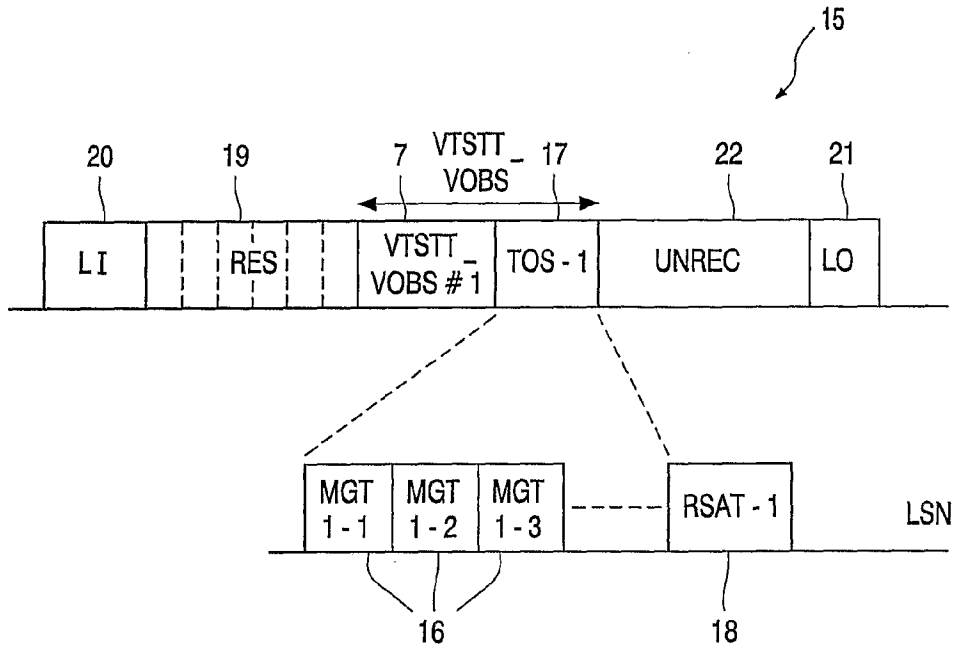 15
20
19
7
VTSTT_
VOBS
17
22
21
LI
RES
VTSTT_
VOBS # 1
TOS - 1
UNREC
LO
MGT
1 - 1
MGT
1 - 2
MGT
1 - 3
RSAT - 1
LSN
16
18